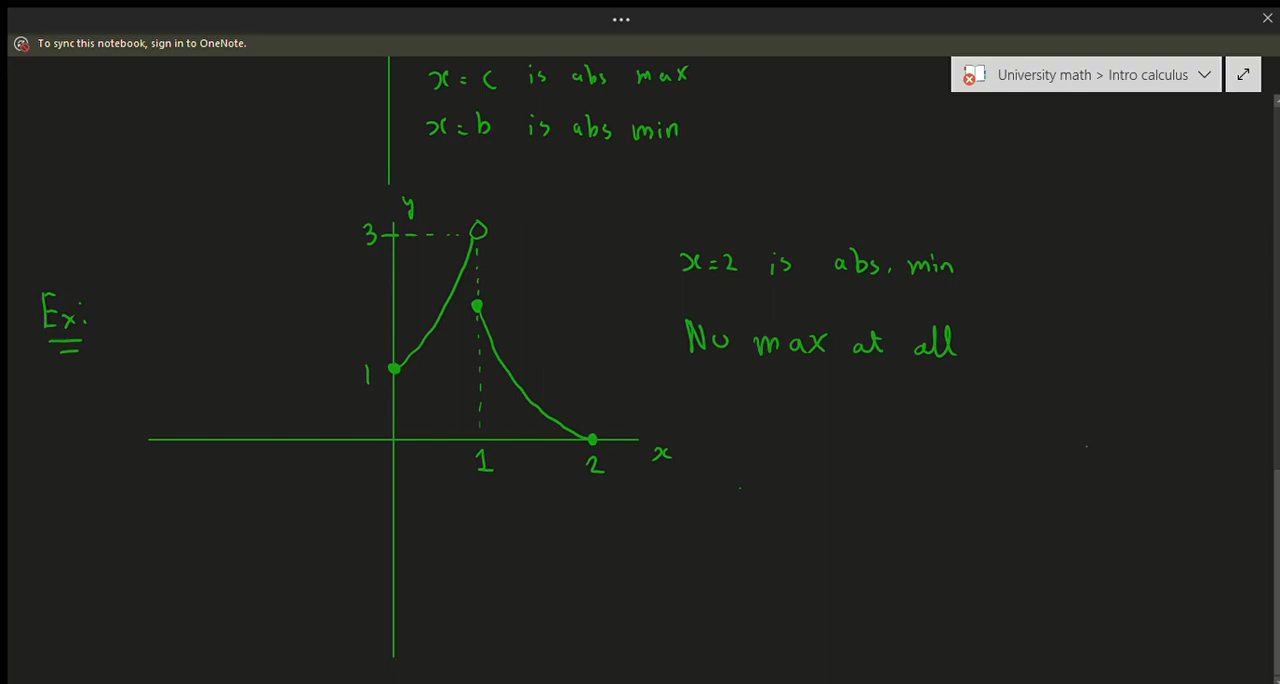 To sync this notebook, sign in to OneNote.
University math > Intro calculus
x = c is abs max
x = b is abs min
y
3
x = 2 is abs. min
Ex:
No max at all
1
1
2
x